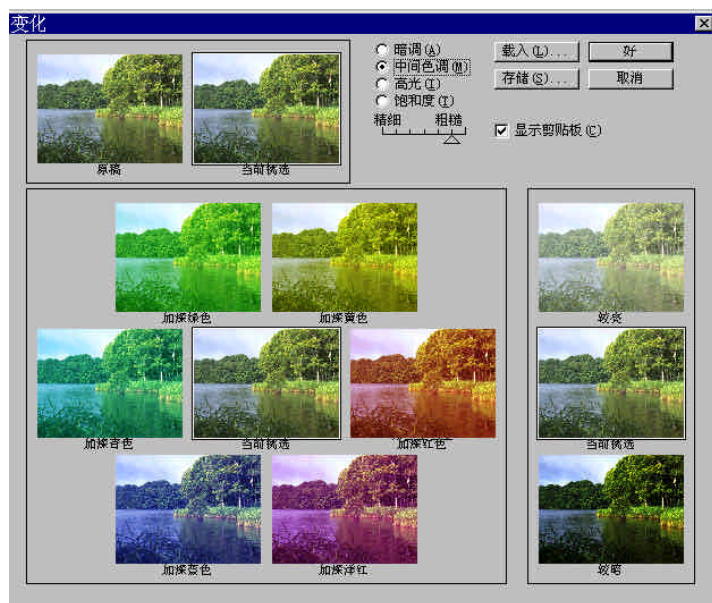 变化
暗调(A)
中间色调(M)
高光(I)
饱和度(T)
精细 粗糙
载入(L)... 好
存储(S)... 取消
显示剪贴板(C)
原稿 当前挑选
加深绿色 加深黄色 较亮
加深青色 当前挑选 加深红色 当前挑选
加深蓝色 加深洋红 较暗